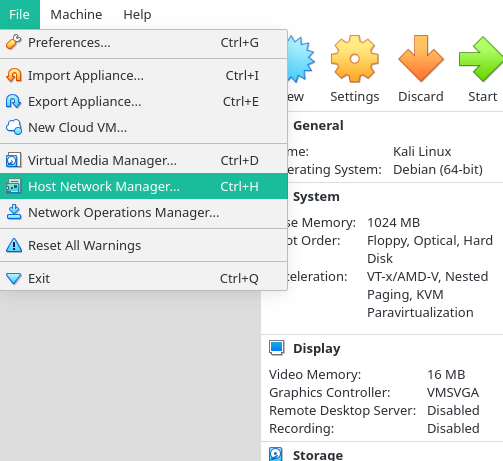 File Machine Help
Preferences... Ctrl+G
Import Appliance... Ctrl+I
Export Appliance... Ctrl+E
New Cloud VM...
Virtual Media Manager... Ctrl+D
Host Network Manager... Ctrl+H
Network Operations Manager...
Reset All Warnings
Exit Ctrl+Q
ew Settings Discard Start
General
me: Kali Linux
erating System: Debian (64-bit)
System
se Memory: 1024 MB
ot Order: Floppy, Optical, Hard
Disk
celeration: VT-x/AMD-V, Nested
Paging, KVM
Paravirtualization
Display
Video Memory: 16 MB
Graphics Controller: VMSVGA
Remote Desktop Server: Disabled
Recording: Disabled
Storage